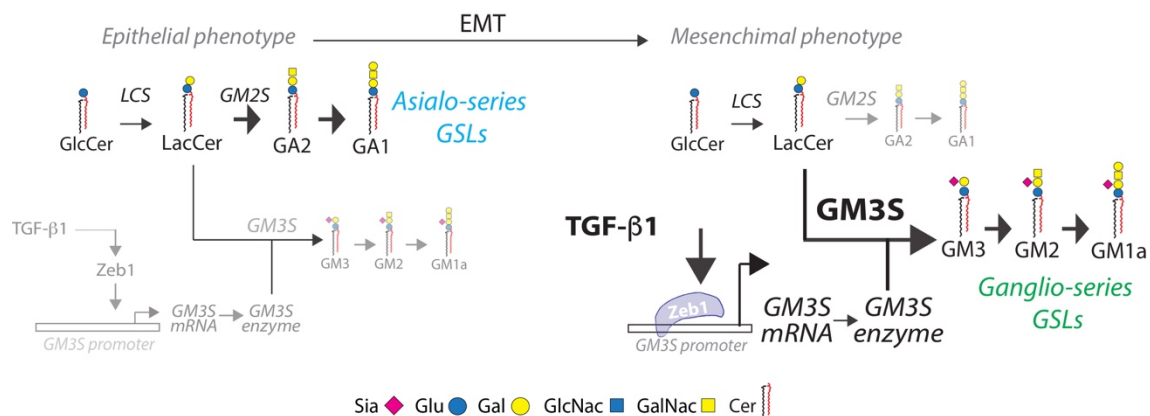 EMT
Epithelial phenotype
Mesenchimal phenotype
LCS
GM2S
GlcCer
LacCer
GA2
GA1
Asialo-series
GSLs
TGF-β1
Zeb1
GM3S
GM3
GM2
GM1a
GM3S
mRNA
GM3S
enzyme
GM3S promoter
LCS
GM2S
GlcCer
LacCer
GA2
GA1
TGF-β1
GM3S
GM3
GM2
GM1a
Zeb1
GM3S
mRNA
GM3S
enzyme
GM3S promoter
Ganglio-series
GSLs
Sia Glu Gal GlcNac GalNac Cer